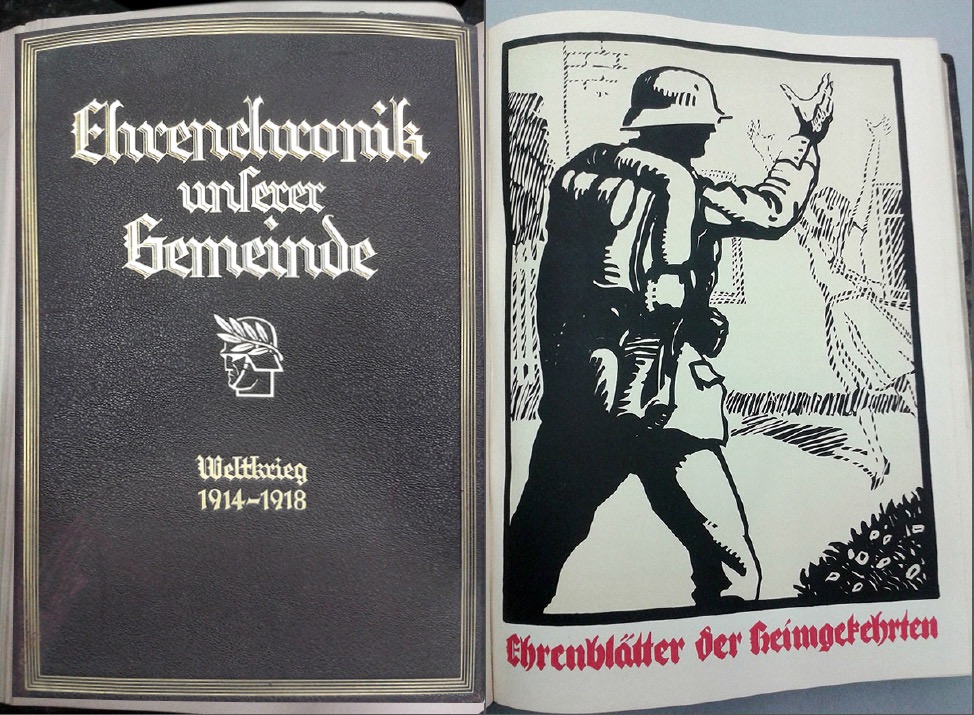 Ehrenchronik
unserer
Gemeinde
Weltkrieg
1914-1918
Ehrenblätter der Heimgekehrten